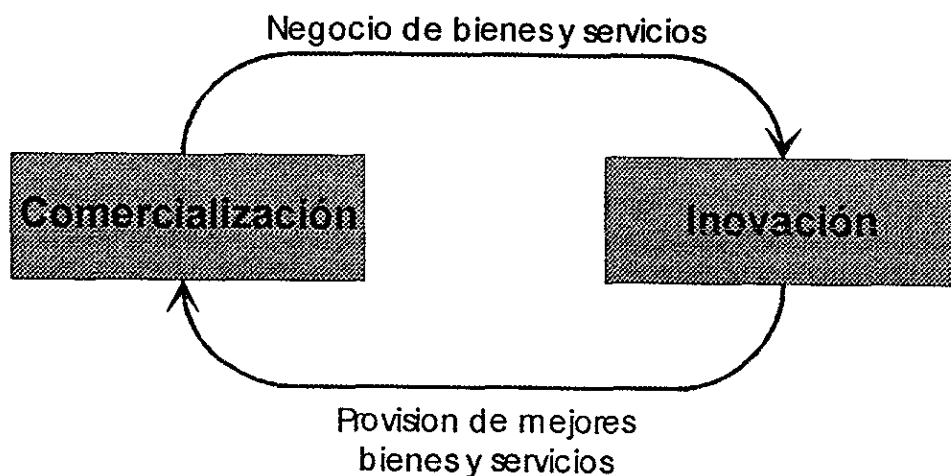 Negocio de bienes y servicios
Comercialización
Inovación
Provision de mejores
bienes y servicios